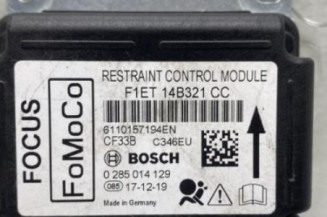 FOCUS
FoMoCo
RESTRAINT CONTROL MODULE
F1ET 14B321 CC
6110157194EN
CF33B C346EU
BOSCH
0 285 014 129
085 17-12-19
Made in Germany